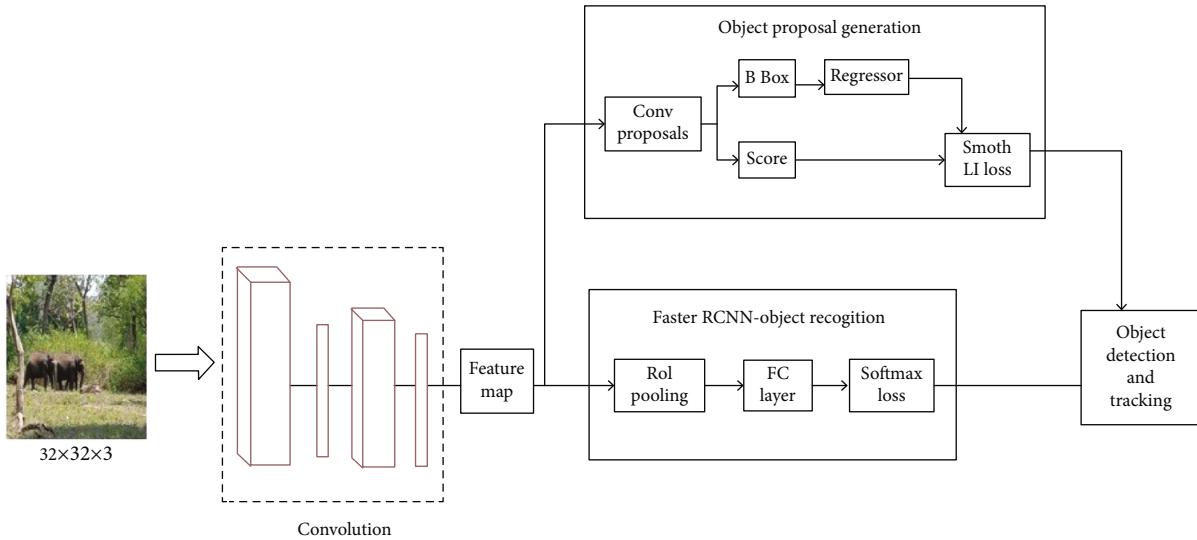 Object proposal generation
B Box
Regressor
Conv
proposals
Score
Smoth
LI loss
32×32×3
Convolution
Feature
map
Faster RCNN-object recogition
RoI
pooling
FC
layer
Softmax
loss
Object
detection
and
tracking